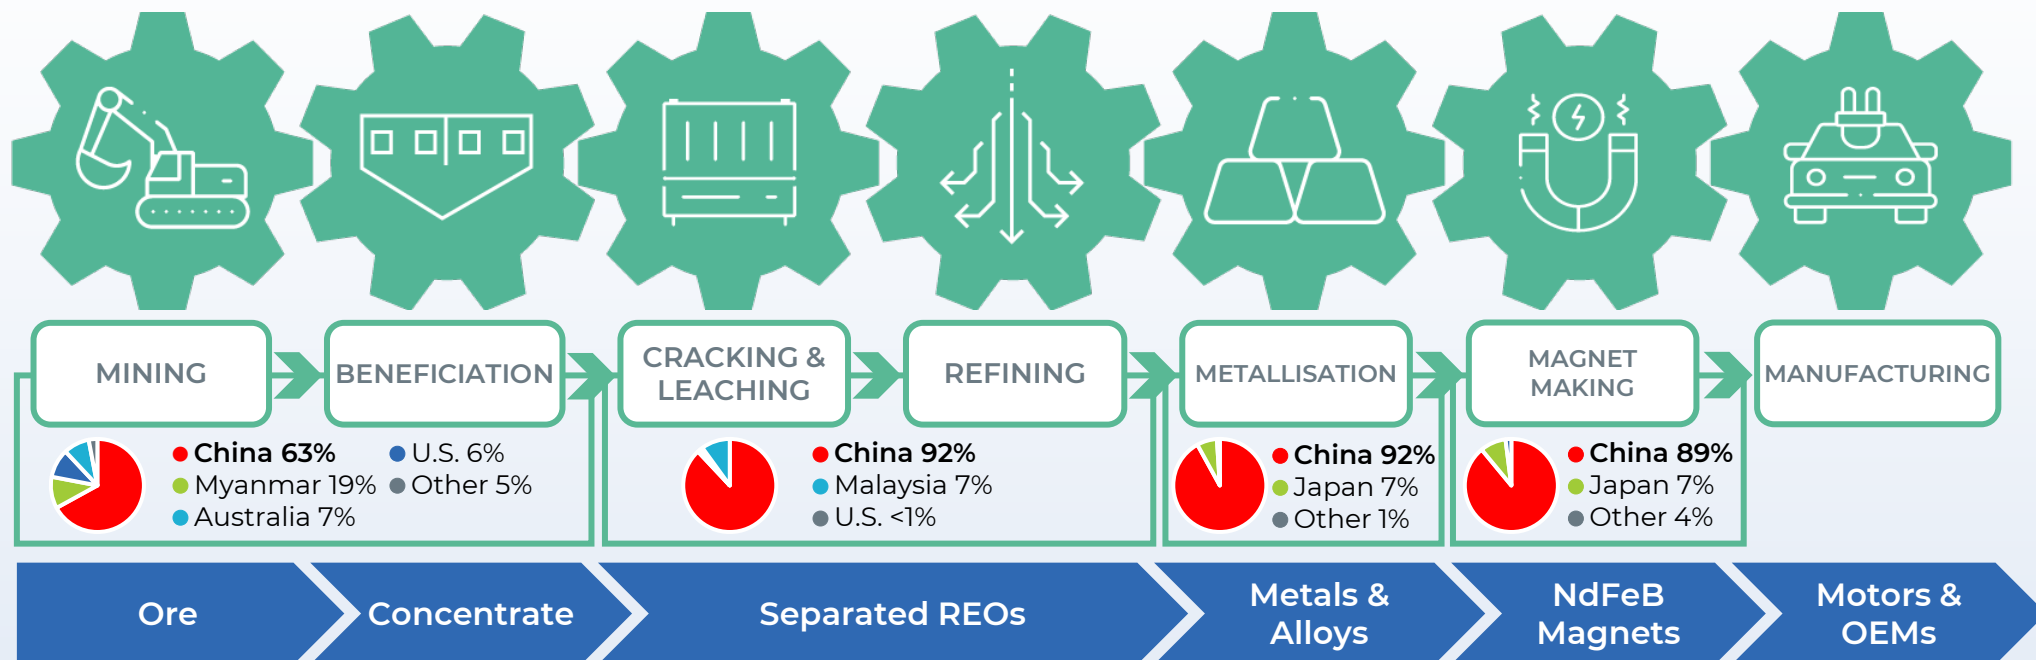 MINING
BENEFICIATION
CRACKING &
LEACHING
REFINING
METALLISATION
MAGNET
MAKING
MANUFACTURING
China 63%
Myanmar 19%
Australia 7%
U.S. 6%
Other 5%
China 92%
Malaysia 7%
U.S. <1%
China 92%
Japan 7%
Other 1%
China 89%
Japan 7%
Other 4%
Ore
Concentrate
Separated REOs
Metals &
Alloys
NdFeB
Magnets
Motors &
OEMs